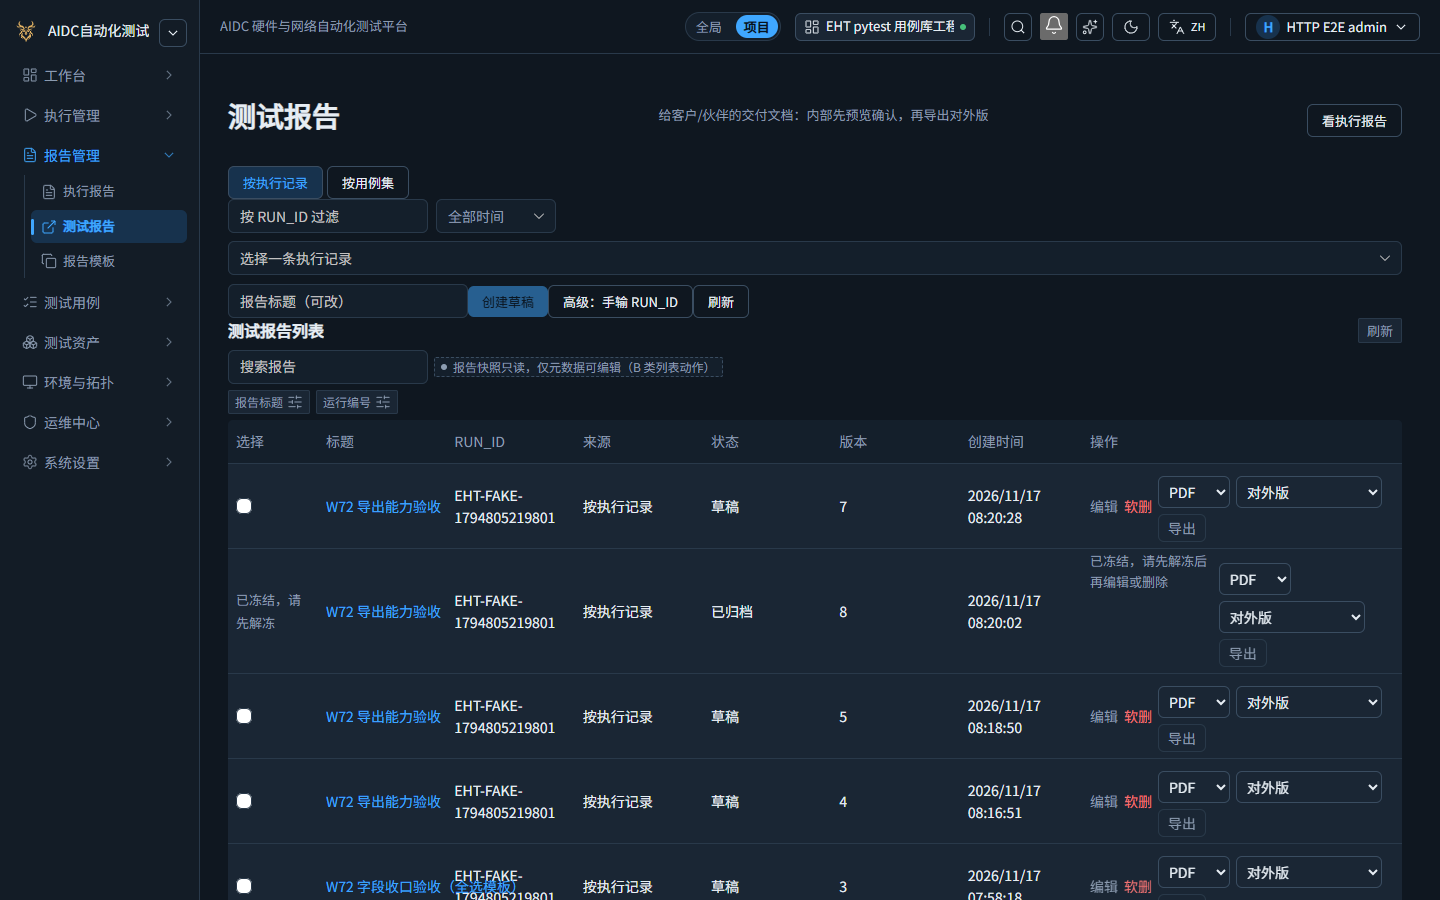 AIDC自动化测试
AIDC 硬件与网络自动化测试平台
全局
项目
EHT pytest 用例库工程
ZH
H
HTTP E2E admin
工作台
执行管理
报告管理
执行报告
测试报告
报告模板
测试用例
测试资产
环境与拓扑
运维中心
系统设置
测试报告
给客户/伙伴的交付文档：内部先预览确认，再导出对外版
看执行报告
按执行记录
按用例集
按 RUN_ID 过滤
全部时间
选择一条执行记录
报告标题（可改）
创建草稿
高级：手输 RUN_ID
刷新
测试报告列表
刷新
搜索报告
报告快照只读，仅元数据可编辑（B 类列表动作）
报告标题
运行编号
选择 标题 RUN_ID 来源 状态 版本 创建时间 操作
W72 导出能力验收 EHT-FAKE-1794805219801 按执行记录 草稿 7 2026/11/17 08:20:28 编辑 软删 PDF 对外版 导出
已冻结，请先解冻 W72 导出能力验收 EHT-FAKE-1794805219801 按执行记录 已归档 8 2026/11/17 08:20:02 已冻结，请先解冻后再编辑或删除 PDF 对外版 导出
W72 导出能力验收 EHT-FAKE-1794805219801 按执行记录 草稿 5 2026/11/17 08:18:50 编辑 软删 PDF 对外版 导出
W72 导出能力验收 EHT-FAKE-1794805219801 按执行记录 草稿 4 2026/11/17 08:16:51 编辑 软删 PDF 对外版 导出
W72 字段收口验收（全选模板） EHT-FAKE-1794805219801 按执行记录 草稿 3 2026/11/17 07:58:18 编辑 软删 PDF 对外版